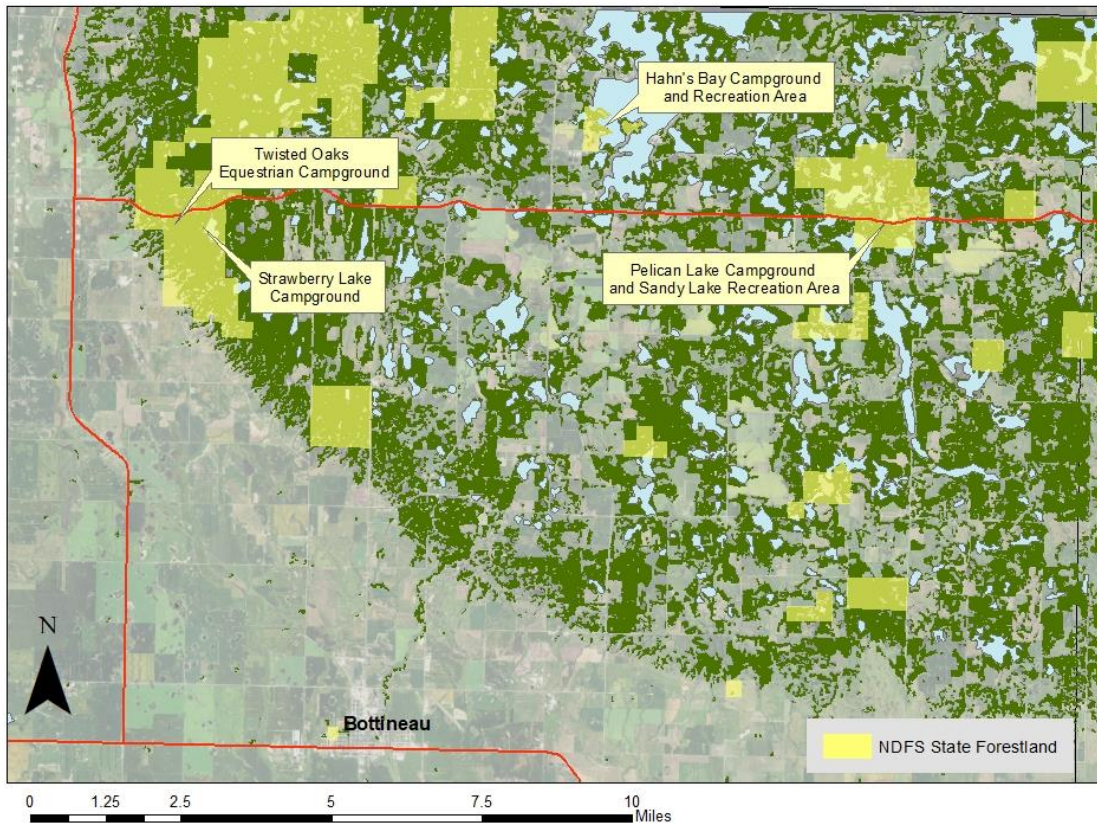 Hahn's Bay Campground
and Recreation Area
Twisted Oaks
Equestrian Campground
Strawberry Lake
Campground
Pelican Lake Campground
and Sandy Lake Recreation Area
N
Bottineau
NDFS State Forestland
0 1.25 2.5 5 7.5 10
Miles